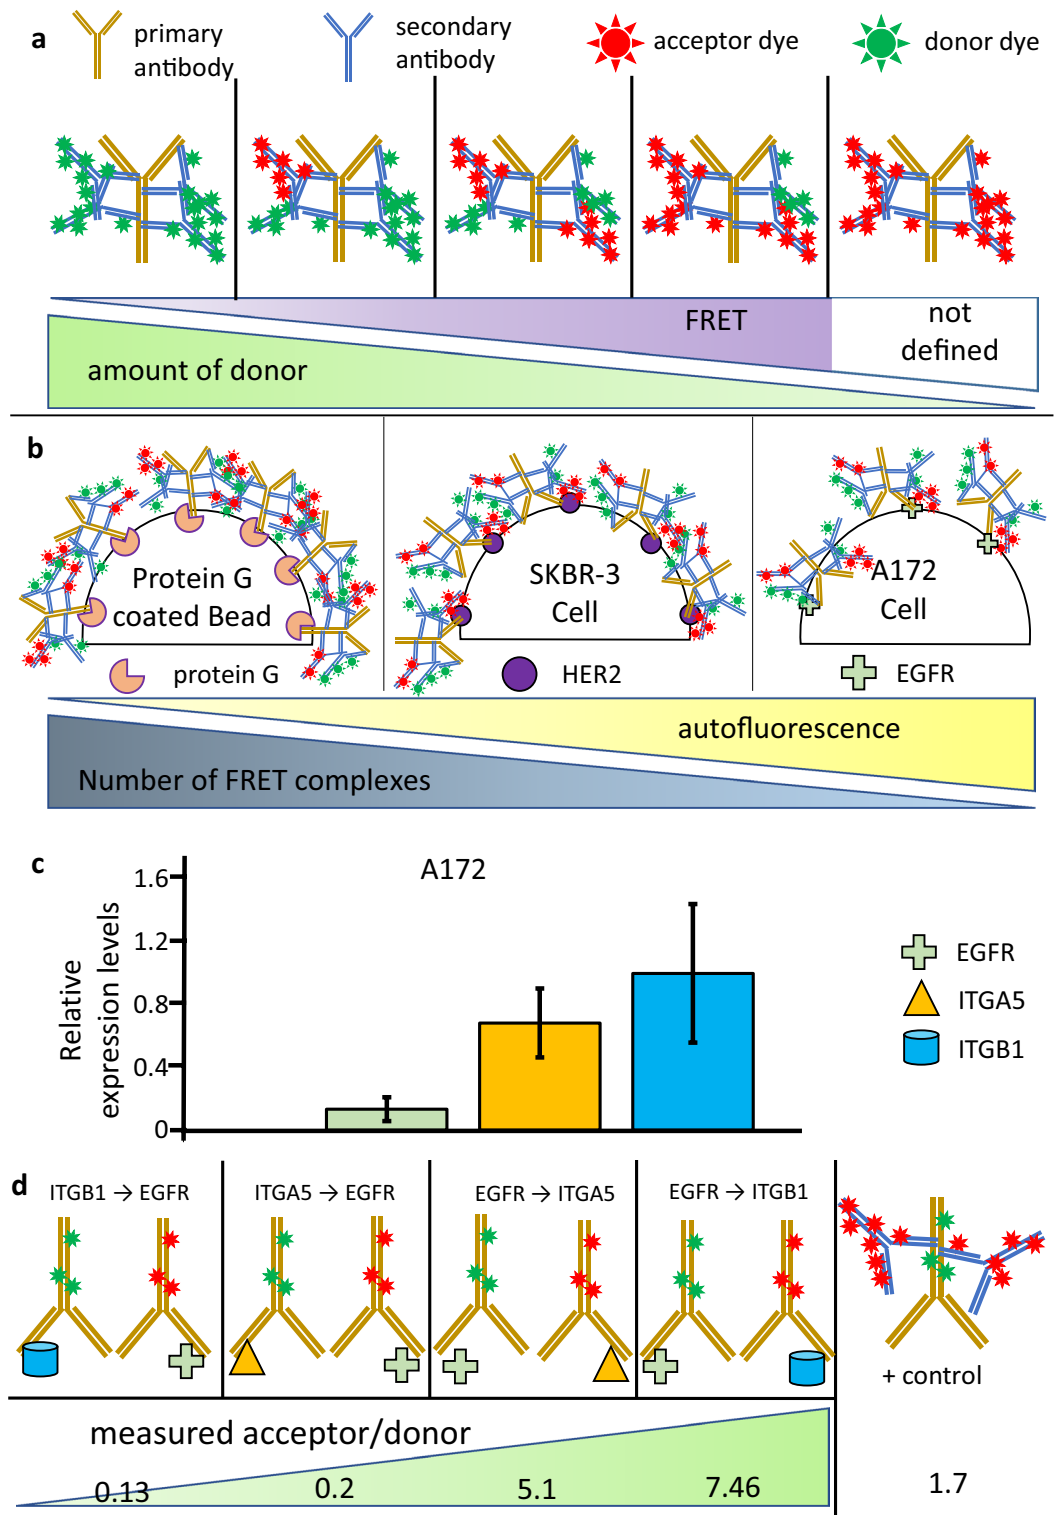 a
primary
antibody
secondary
antibody
acceptor dye
donor dye
FRET
not
defined
amount of donor
b
Protein G
coated Bead
SKBR-3
Cell
A172
Cell
protein G
HER2
EGFR
autofluorescence
Number of FRET complexes
c
A172
Relative
expression levels
1.6
1.2
0.8
0.4
0
EGFR
ITGA5
ITGB1
d
ITGB1 → EGFR
ITGA5 → EGFR
EGFR → ITGA5
EGFR → ITGB1
+ control
measured acceptor/donor
0.13
0.2
5.1
7.46
1.7